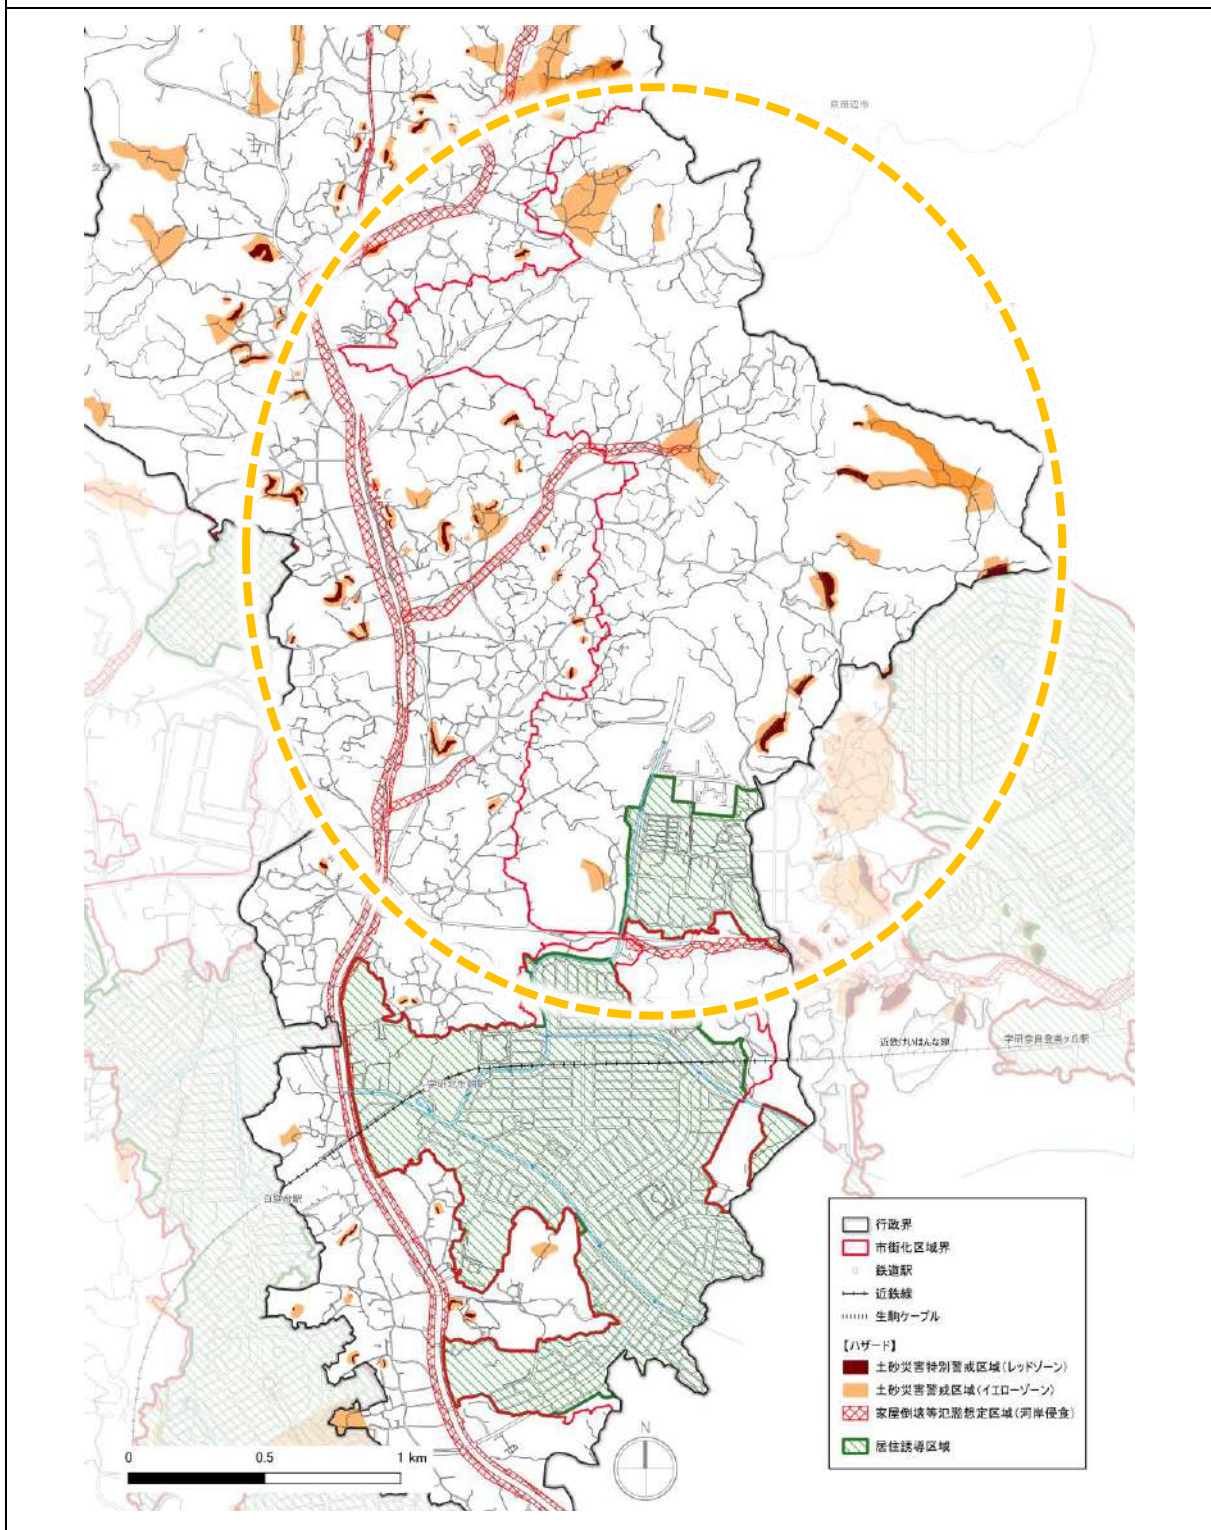 京田辺市
近鉄けいはんな線
学研奈良登美ヶ丘駅
学研北生駒駅
白庭台駅
行政界
市街化区域界
鉄道駅
近鉄線
生駒ケーブル
【ハザード】
土砂災害特別警戒区域(レッドゾーン)
土砂災害警戒区域(イエローゾーン)
家屋倒壊等氾濫想定区域(河岸侵食)
居住誘導区域
0 0.5 1 km
N